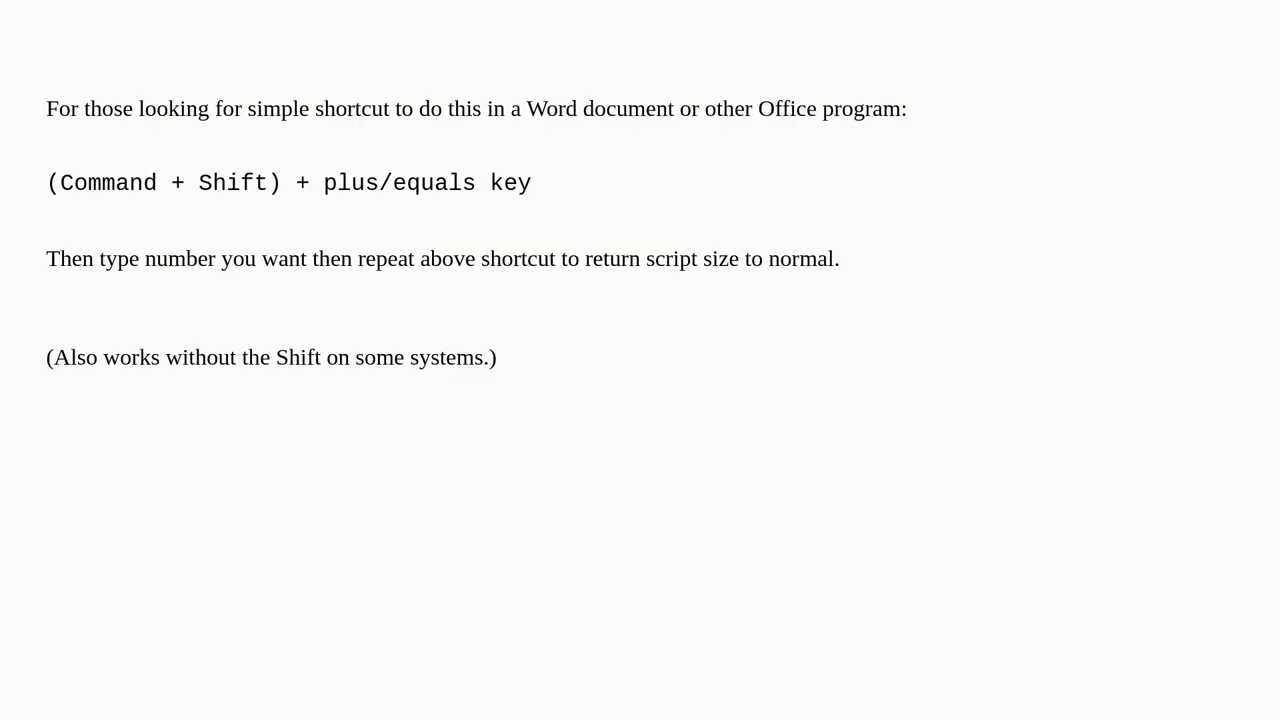 For those looking for simple shortcut to do this in a Word document or other Office program:
(Command + Shift) + plus/equals key
Then type number you want then repeat above shortcut to return script size to normal.
(Also works without the Shift on some systems.)